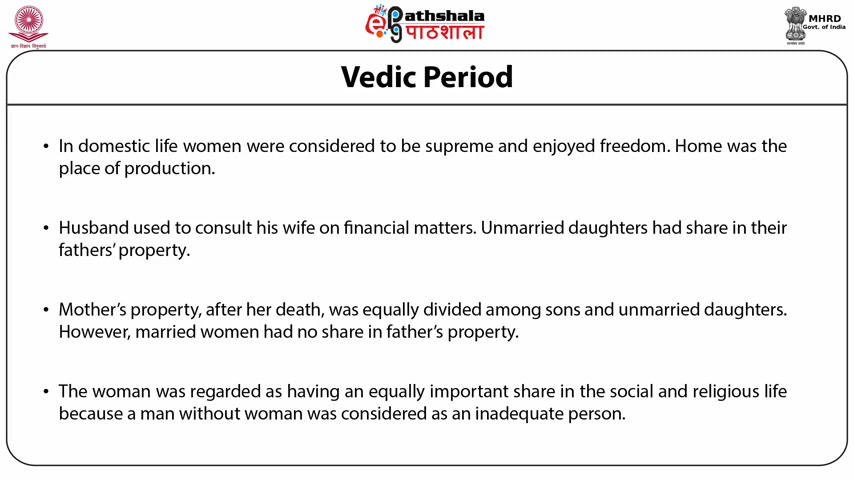 ज्ञान-विज्ञान विमुक्तये
ePathshala
पाठशाला
MHRD
Govt. of India
Vedic Period
• In domestic life women were considered to be supreme and enjoyed freedom. Home was the
place of production.
• Husband used to consult his wife on financial matters. Unmarried daughters had share in their
fathers’ property.
• Mother’s property, after her death, was equally divided among sons and unmarried daughters.
However, married women had no share in father’s property.
• The woman was regarded as having an equally important share in the social and religious life
because a man without woman was considered as an inadequate person.